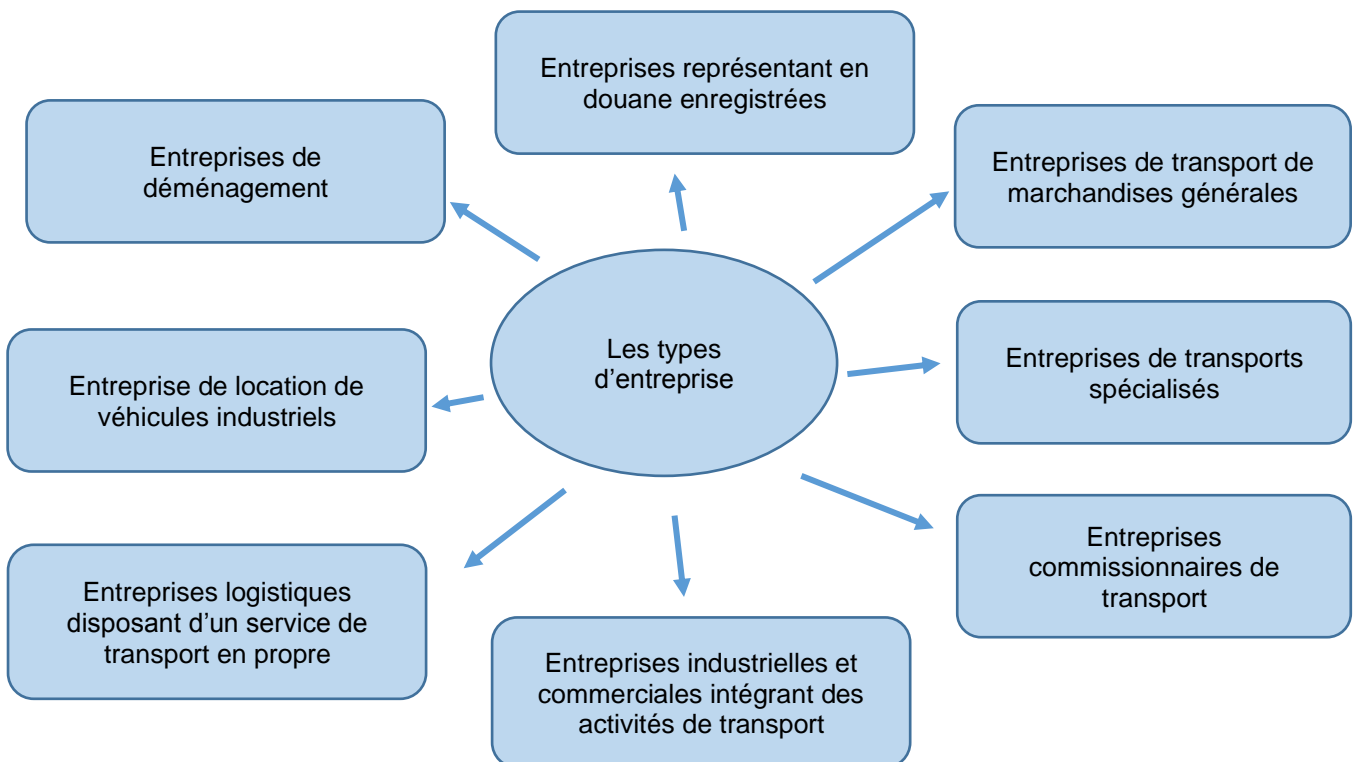 Entreprises représentant en
douane enregistrées
Entreprises de
déménagement
Entreprises de transport de
marchandises générales
Les types
d’entreprise
Entreprises de transports
spécialisés
Entreprise de location de
véhicules industriels
Entreprises
commissionnaires de
transport
Entreprises logistiques
disposant d’un service de
transport en propre
Entreprises industrielles et
commerciales intégrant des
activités de transport